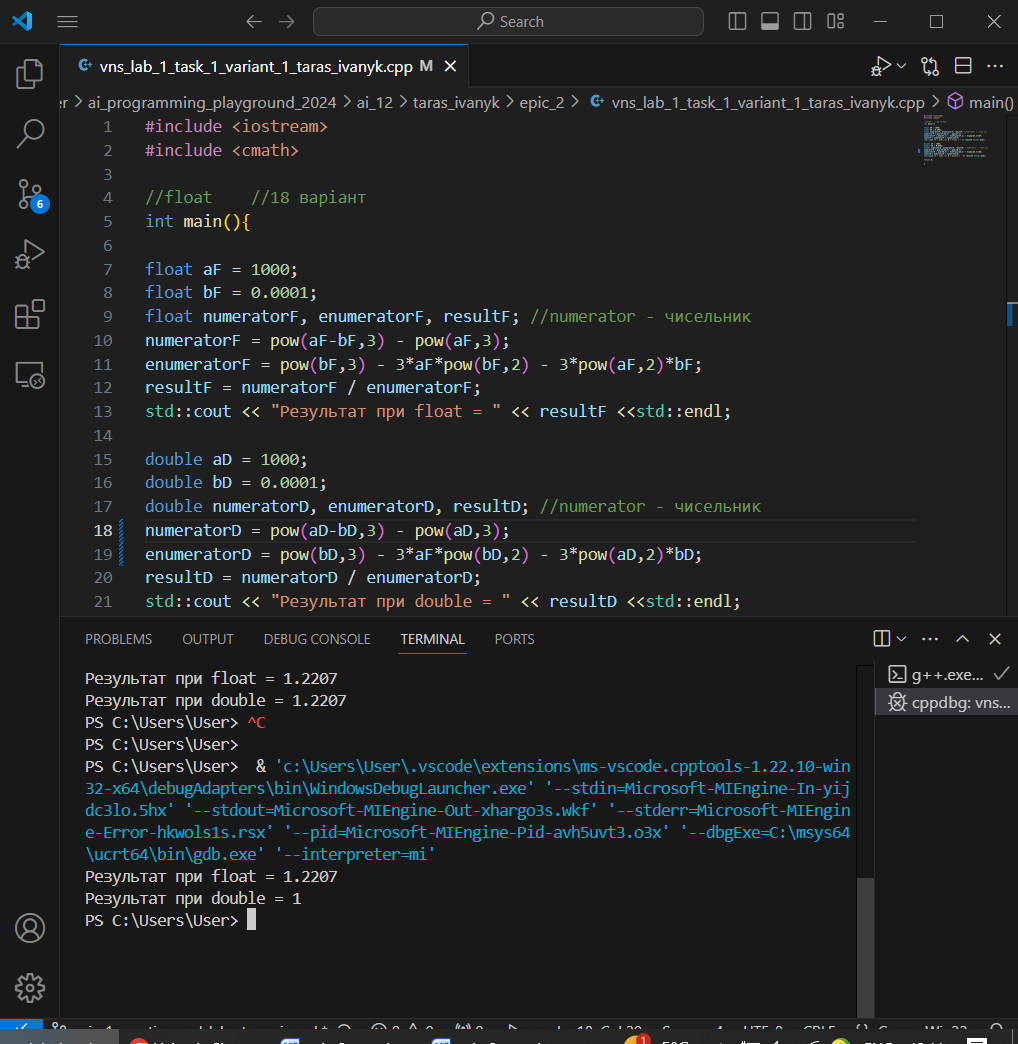 Search
vns_lab_1_task_1_variant_1_taras_ivanyk.cpp M
er > ai_programming_playground_2024 > ai_12 > taras_ivanyk > epic_2 > vns_lab_1_task_1_variant_1_taras_ivanyk.cpp > main()
1 #include <iostream>
2 #include <cmath>
3
4 //float    //18 варіант
5 int main(){
6
7 float aF = 1000;
8 float bF = 0.0001;
9 float numeratorF, enumeratorF, resultF; //numerator - чисельник
10 numeratorF = pow(aF-bF,3) - pow(aF,3);
11 enumeratorF = pow(bF,3) - 3*aF*pow(bF,2) - 3*pow(aF,2)*bF;
12 resultF = numeratorF / enumeratorF;
13 std::cout << "Результат при float = " << resultF <<std::endl;
14
15 double aD = 1000;
16 double bD = 0.0001;
17 double numeratorD, enumeratorD, resultD; //numerator - чисельник
18 numeratorD = pow(aD-bD,3) - pow(aD,3);
19 enumeratorD = pow(bD,3) - 3*aF*pow(bD,2) - 3*pow(aD,2)*bD;
20 resultD = numeratorD / enumeratorD;
21 std::cout << "Результат при double = " << resultD <<std::endl;
6
PROBLEMS OUTPUT DEBUG CONSOLE TERMINAL PORTS
Результат при float = 1.2207
Результат при double = 1.2207
PS C:\Users\User> ^C
PS C:\Users\User>
PS C:\Users\User>  & 'c:\Users\User\.vscode\extensions\ms-vscode.cpptools-1.22.10-win
32-x64\debugAdapters\bin\WindowsDebugLauncher.exe' '--stdin=Microsoft-MIEngine-In-yij
dc3lo.5hx' '--stdout=Microsoft-MIEngine-Out-xhargo3s.wkf' '--stderr=Microsoft-MIEngin
e-Error-hkwols1s.rsx' '--pid=Microsoft-MIEngine-Pid-avh5uvt3.o3x' '--dbgExe=C:\msys64
\ucrt64\bin\gdb.exe' '--interpreter=mi'
Результат при float = 1.2207
Результат при double = 1
PS C:\Users\User>
g++.exe...
cppdbg: vns...